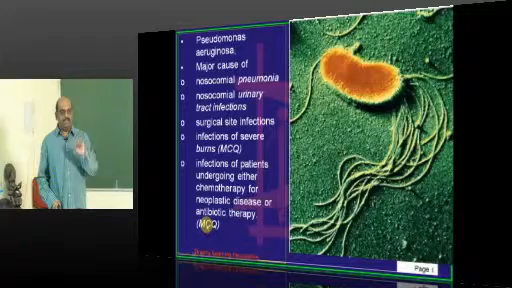 Pseudomonas
aeruginosa,
Major cause of
nosocomial pneumonia
nosocomial urinary
tract infections
surgical site infections
infections of severe
burns (MCQ)
infections of patients
undergoing either
chemotherapy for
neoplastic disease or
antibiotic therapy.
(MCQ)
Page